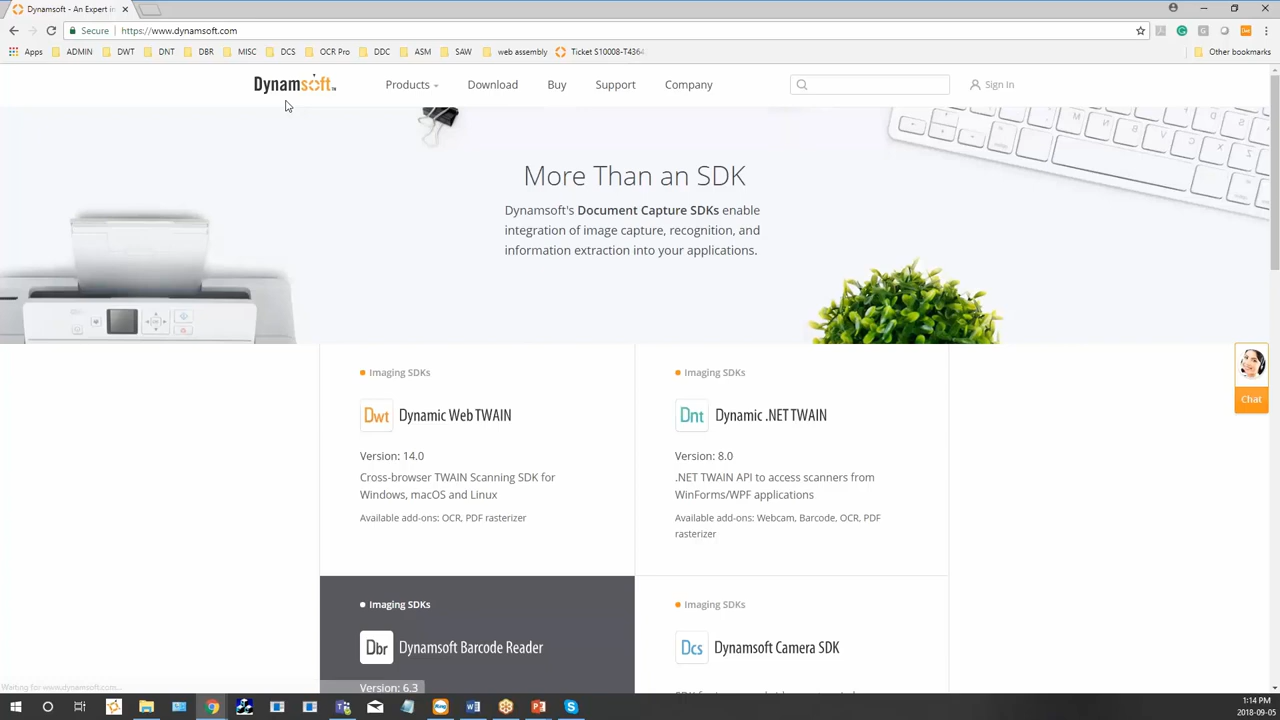 Dynamsoft - An Expert in
Secure https://www.dynamsoft.com
Apps ADMIN DWT DNT DBR MISC DCS OCR Pro DDC ASM SAW web assembly Ticket S10008-T4364 Other bookmarks
Dynamsoft Products Download Buy Support Company Sign In
More Than an SDK
Dynamsoft's Document Capture SDKs enable
integration of image capture, recognition, and
information extraction into your applications.
Chat
Imaging SDKs
Dwt Dynamic Web TWAIN
Version: 14.0
Cross-browser TWAIN Scanning SDK for
Windows, macOS and Linux
Available add-ons: OCR, PDF rasterizer
Imaging SDKs
Dnt Dynamic .NET TWAIN
Version: 8.0
.NET TWAIN API to access scanners from
WinForms/WPF applications
Available add-ons: Webcam, Barcode, OCR, PDF
rasterizer
Imaging SDKs
Dbr Dynamsoft Barcode Reader
Version: 6.3
Imaging SDKs
Dcs Dynamsoft Camera SDK
Waiting for www.dynamsoft.com...
1:14 PM
2018-09-05